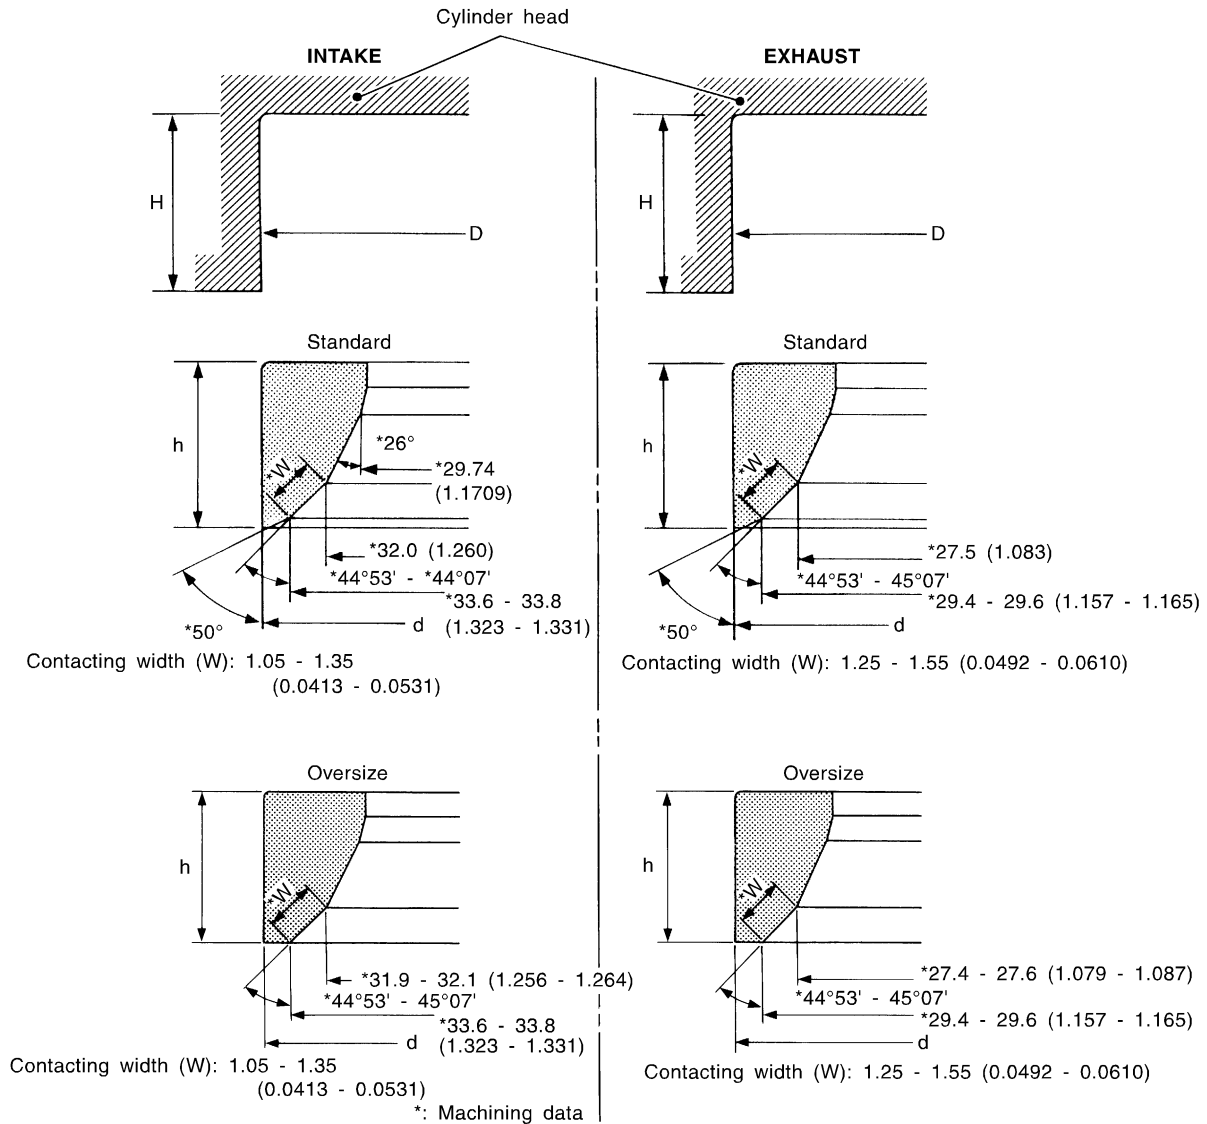 Cylinder head
INTAKE
EXHAUST
H
D
H
D
Standard
h
*W
*26°
*29.74
(1.1709)
*32.0 (1.260)
*44°53' - *44°07'
*33.6 - 33.8
(1.323 - 1.331)
*50°
d
Contacting width (W): 1.05 - 1.35
(0.0413 - 0.0531)
Standard
h
*W
*27.5 (1.083)
*44°53' - 45°07'
*29.4 - 29.6 (1.157 - 1.165)
*50°
d
Contacting width (W): 1.25 - 1.55 (0.0492 - 0.0610)
Oversize
h
*W
*31.9 - 32.1 (1.256 - 1.264)
*44°53' - 45°07'
*33.6 - 33.8
(1.323 - 1.331)
d
Contacting width (W): 1.05 - 1.35
(0.0413 - 0.0531)
Oversize
h
*W
*27.4 - 27.6 (1.079 - 1.087)
*44°53' - 45°07'
*29.4 - 29.6 (1.157 - 1.165)
d
Contacting width (W): 1.25 - 1.55 (0.0492 - 0.0610)
*: Machining data